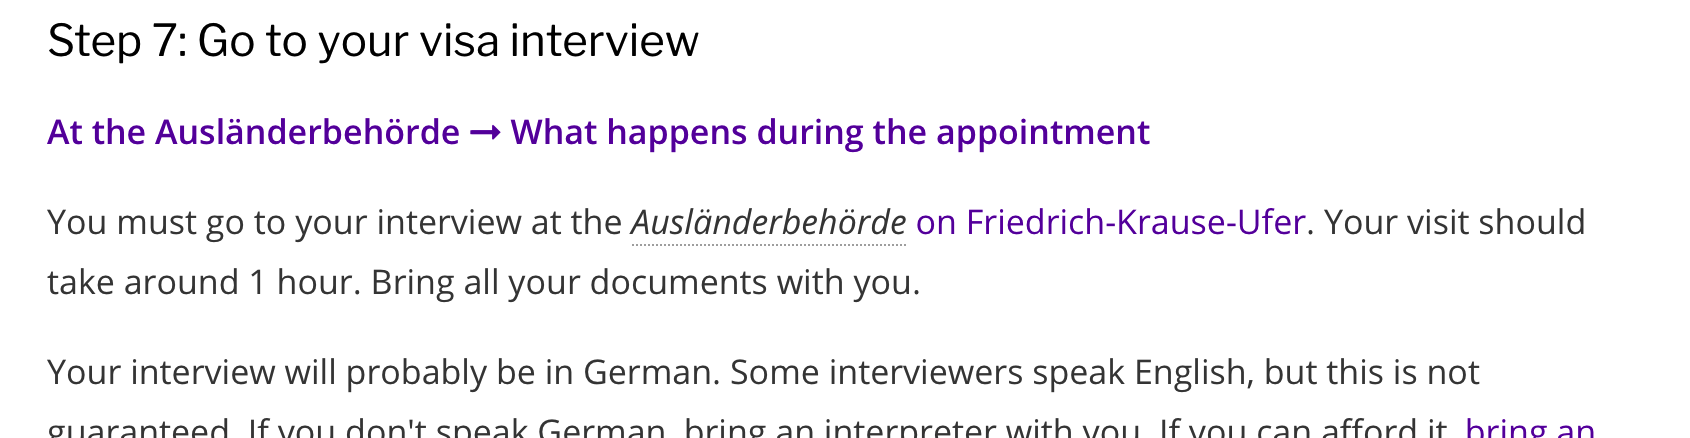 Step 7: Go to your visa interview
At the Ausländerbehörde → What happens during the appointment
You must go to your interview at the Ausländerbehörde on Friedrich-Krause-Ufer. Your visit should
take around 1 hour. Bring all your documents with you.
Your interview will probably be in German. Some interviewers speak English, but this is not
guaranteed. If you don't speak German, bring an interpreter with you. If you can afford it, bring an